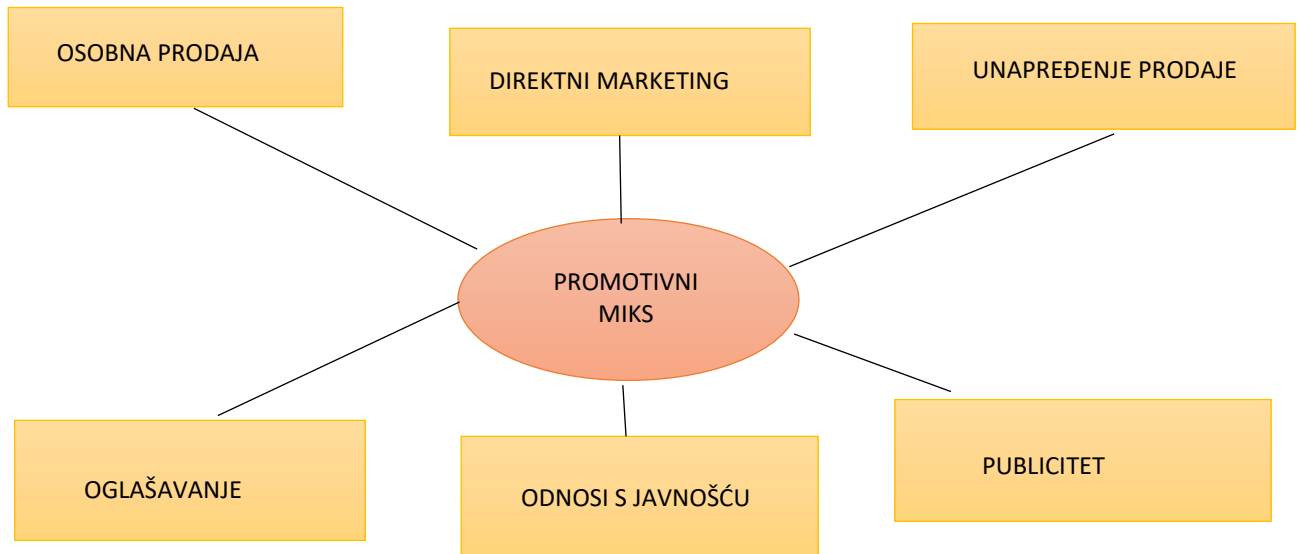 OSOBNA PRODAJA
DIREKTNI MARKETING
UNAPREĐENJE PRODAJE
PROMOTIVNI
MIKS
OGLAŠAVANJE
ODNOSI S JAVNOŠĆU
PUBLICITET